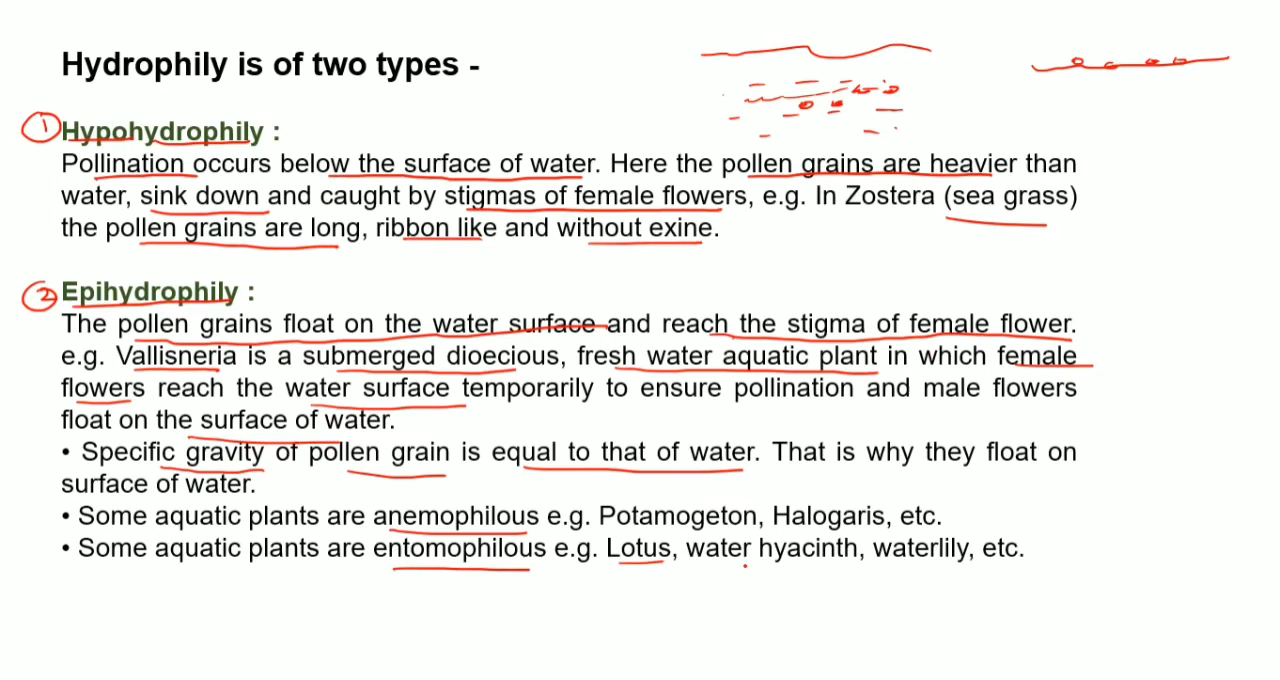 Hydrophily is of two types -
1 Hypohydrophily :
Pollination occurs below the surface of water. Here the pollen grains are heavier than
water, sink down and caught by stigmas of female flowers, e.g. In Zostera (sea grass)
the pollen grains are long, ribbon like and without exine.
2 Epihydrophily :
The pollen grains float on the water surface and reach the stigma of female flower.
e.g. Vallisneria is a submerged dioecious, fresh water aquatic plant in which female
flowers reach the water surface temporarily to ensure pollination and male flowers
float on the surface of water.
• Specific gravity of pollen grain is equal to that of water. That is why they float on
surface of water.
• Some aquatic plants are anemophilous e.g. Potamogeton, Halogaris, etc.
• Some aquatic plants are entomophilous e.g. Lotus, water hyacinth, waterlily, etc.